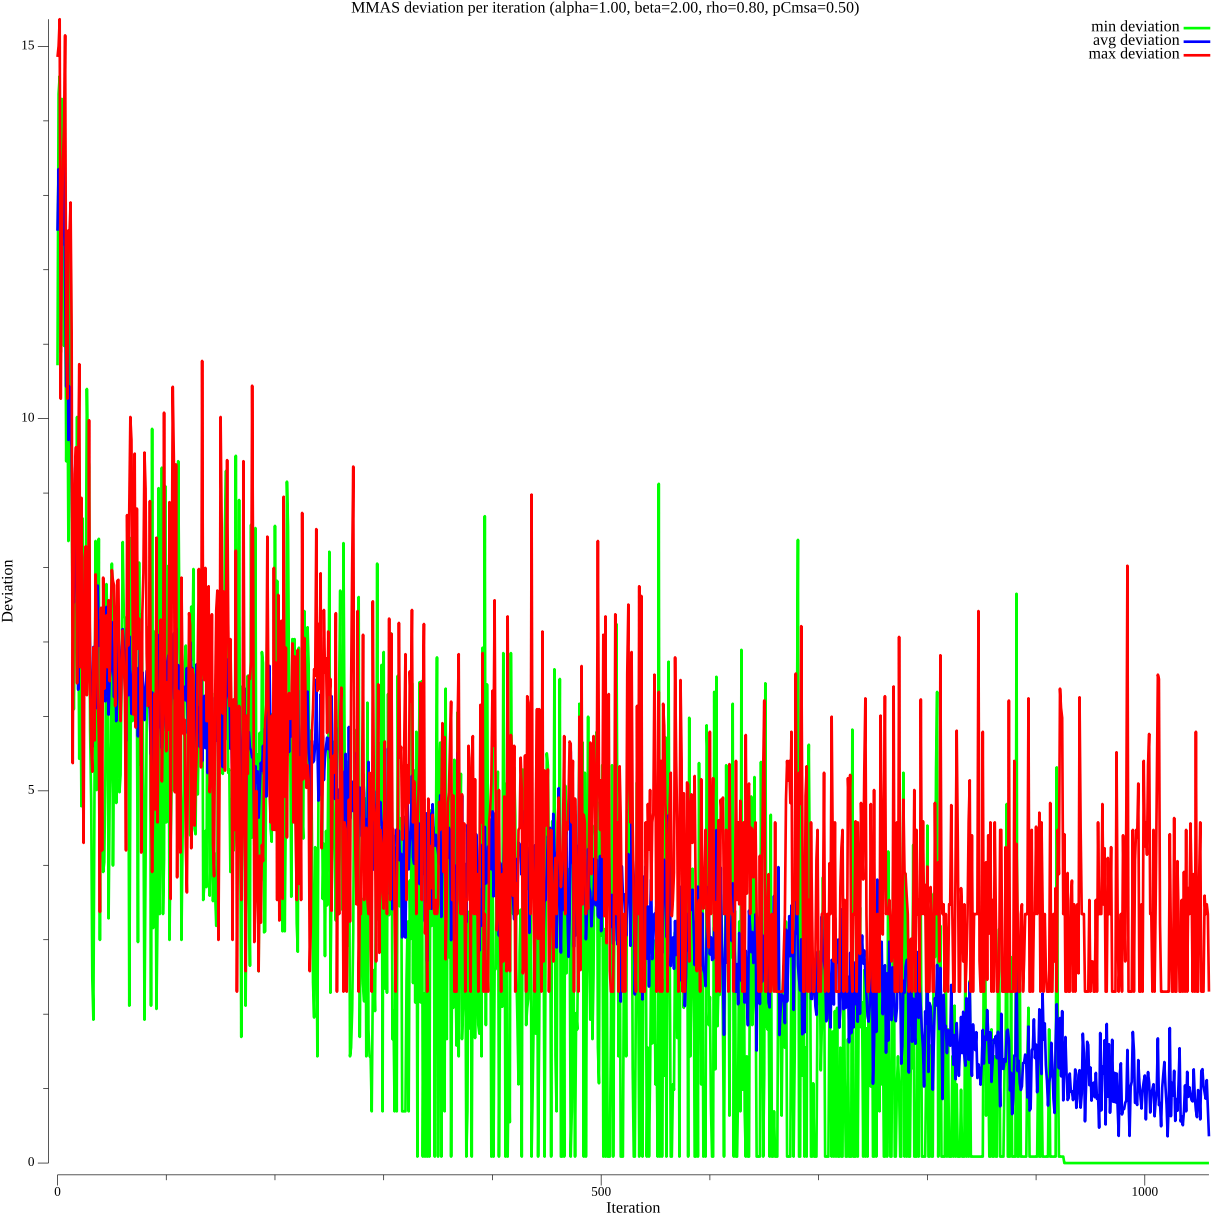 MMAS deviation per iteration (alpha=1.00, beta=2.00, rho=0.80, pCmsa=0.50)
min deviation
avg deviation
max deviation
15
10
5
0
Deviation
0
500
1000
Iteration